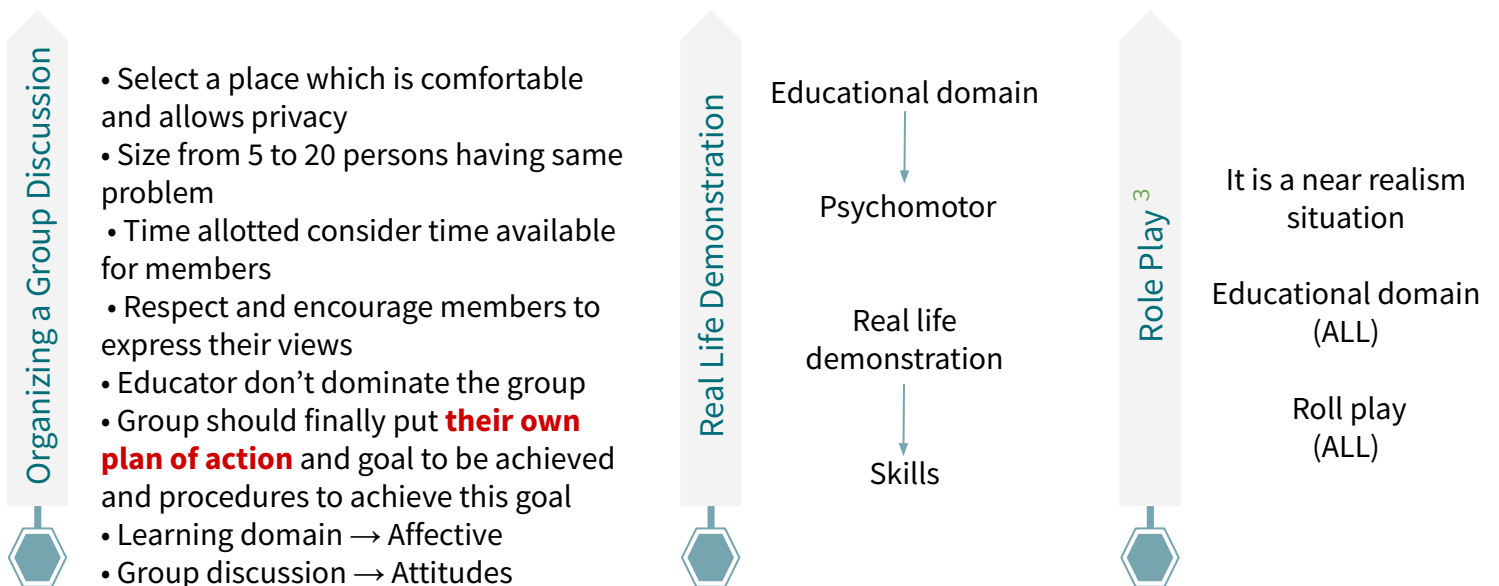 Organizing a Group Discussion
• Select a place which is comfortable
and allows privacy
• Size from 5 to 20 persons having same
problem
• Time allotted consider time available
for members
• Respect and encourage members to
express their views
• Educator don’t dominate the group
• Group should finally put their own
plan of action and goal to be achieved
and procedures to achieve this goal
• Learning domain → Affective
• Group discussion → Attitudes
Real Life Demonstration
Educational domain
Psychomotor
Real life
demonstration
Skills
Role Play 3
It is a near realism
situation
Educational domain
(ALL)
Roll play
(ALL)